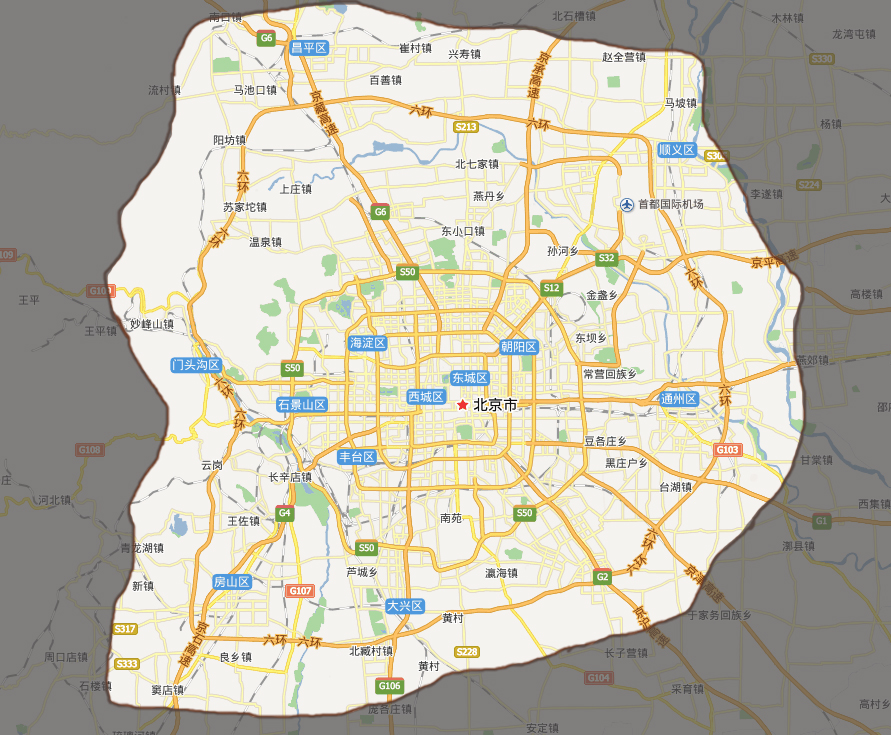 南口镇
北石槽镇
木林镇
龙湾屯镇
G6
昌平区
崔村镇
兴寿镇
京承高速
赵全营镇
S330
百善镇
流村镇
马池口镇
京藏高速
六环
马坡镇
S213
六环
杨镇
阳坊镇
顺义区
北七家镇
六环
上庄镇
S224
李遂镇
燕丹乡
苏家坨镇
G6
首都国际机场
六环
温泉镇
东小口镇
孙河乡
S32
京平高速
S50
六环
G109
S12
金盏乡
高楼镇
王平
妙峰山镇
王平镇
海淀区
朝阳区
东坝乡
门头沟区
S50
燕郊镇
常营回族乡
东城区
六环
西城区
六环
石景山区
北京市
通州区
六环
豆各庄乡
G108
G103
丰台区
云岗
黑庄户乡
甘棠镇
长辛店镇
台湖镇
河北镇
西集镇
G4
王佐镇
南苑
S50
G1
六环
青龙湖镇
S50
漷县镇
六环
芦城乡
瀛海镇
房山区
新镇
G107
G2
大兴区
黄村
于家务回族乡
S317
京石高速
六环
六环
良乡镇
北臧村镇
S228
长子营镇
周口店镇
S333
黄村
石楼镇
窦店镇
G106
G104
采育镇
庞各庄镇
高村乡
安定镇